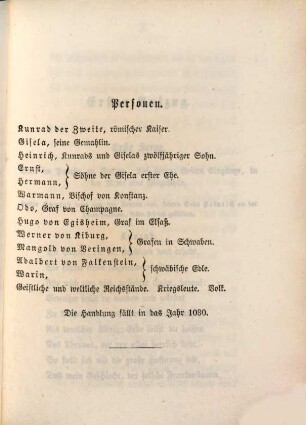 Personen.
Kunrad der Zweite, römischer Kaiser.
Gisela, seine Gemahlin.
Heinrich, Kunrads und Giselas zwölfjähriger Sohn.
Ernst,
Hermann, } Söhne der Gisela erster Ehe.
Warmann, Bischof von Konstanz.
Odo, Graf von Champagne.
Hugo von Egisheim, Graf im Elsaß.
Werner von Kiburg,
Mangold von Veringen, } Grafen in Schwaben.
Adalbert von Falkenstein,
Warin, } schwäbische Edle.
Geistliche und weltliche Reichsstände. Kriegsleute. Volk.
Die Handlung fällt in das Jahr 1030.